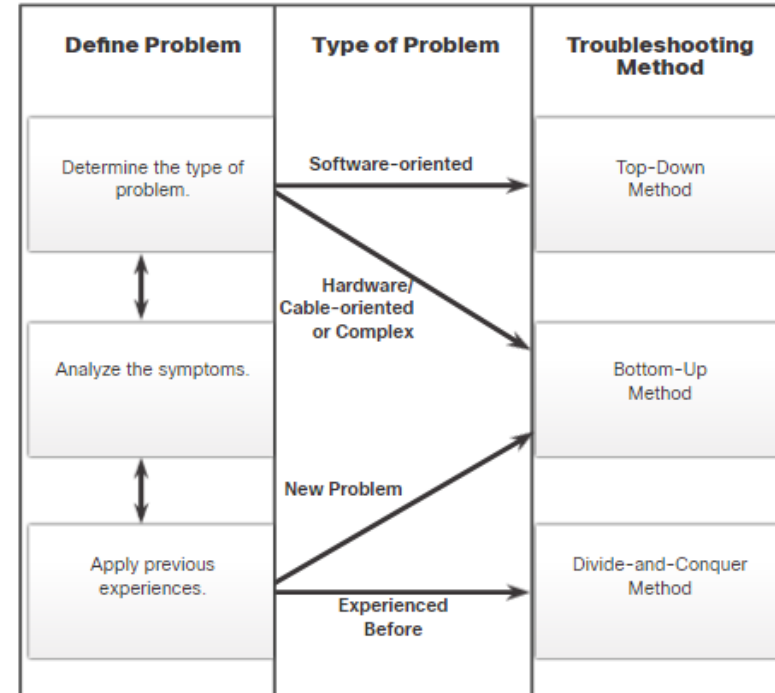 Define Problem
Type of Problem
Troubleshooting
Method
Determine the type of
problem.
Software-oriented
Top-Down
Method
Hardware/
Cable-oriented
or Complex
Analyze the symptoms.
Bottom-Up
Method
New Problem
Apply previous
experiences.
Experienced
Before
Divide-and-Conquer
Method